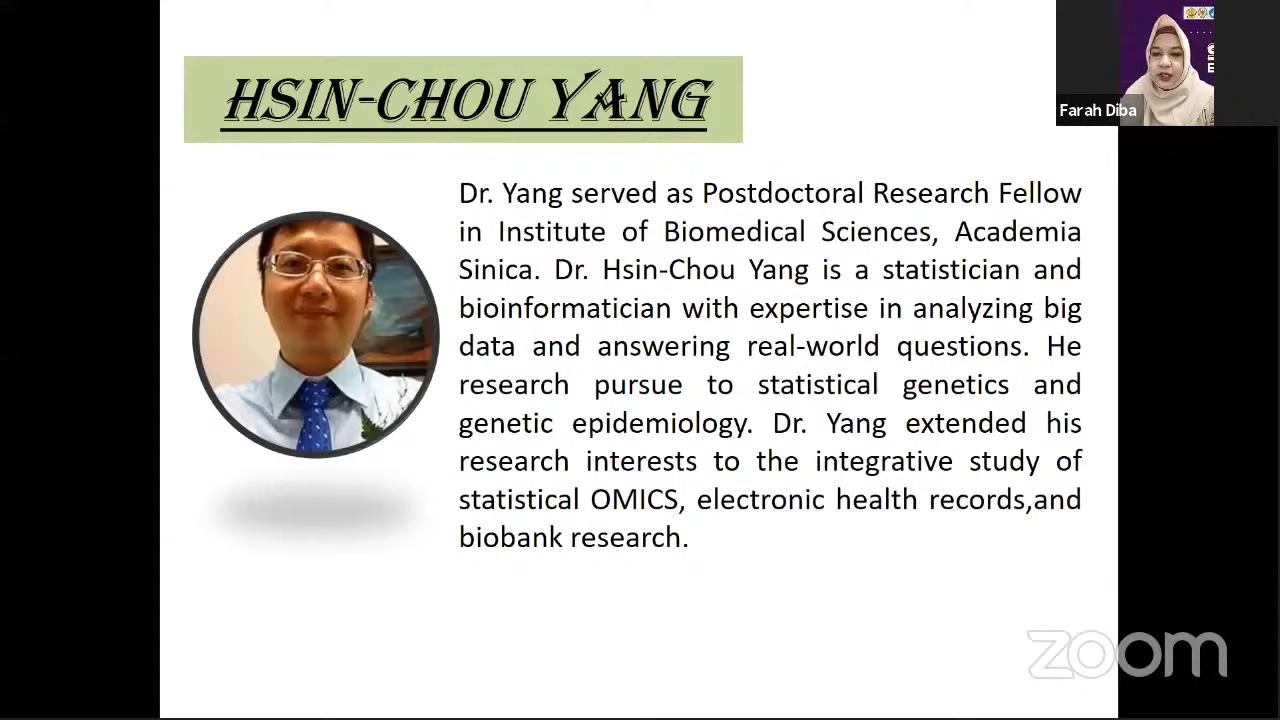 HSIN-CHOU YANG
Farah Diba
Dr. Yang served as Postdoctoral Research Fellow
in Institute of Biomedical Sciences, Academia
Sinica. Dr. Hsin-Chou Yang is a statistician and
bioinformatician with expertise in analyzing big
data and answering real-world questions. He
research pursue to statistical genetics and
genetic epidemiology. Dr. Yang extended his
research interests to the integrative study of
statistical OMICS, electronic health records,and
biobank research.
zoom